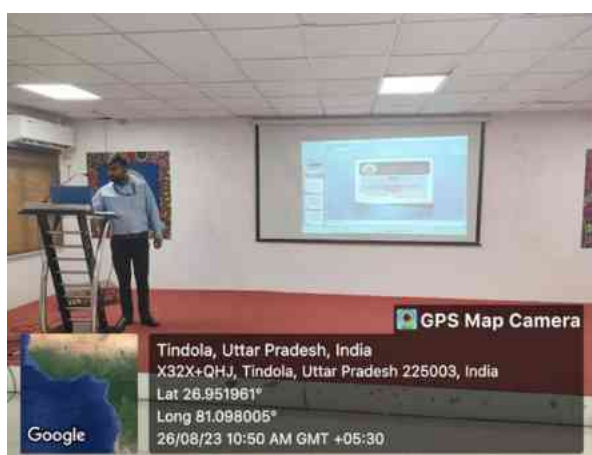 GPS Map Camera
Tindola, Uttar Pradesh, India
X32X+QHJ, Tindola, Uttar Pradesh 225003, India
Lat 26.951961°
Long 81.098005°
26/08/23 10:50 AM GMT +05:30
Google